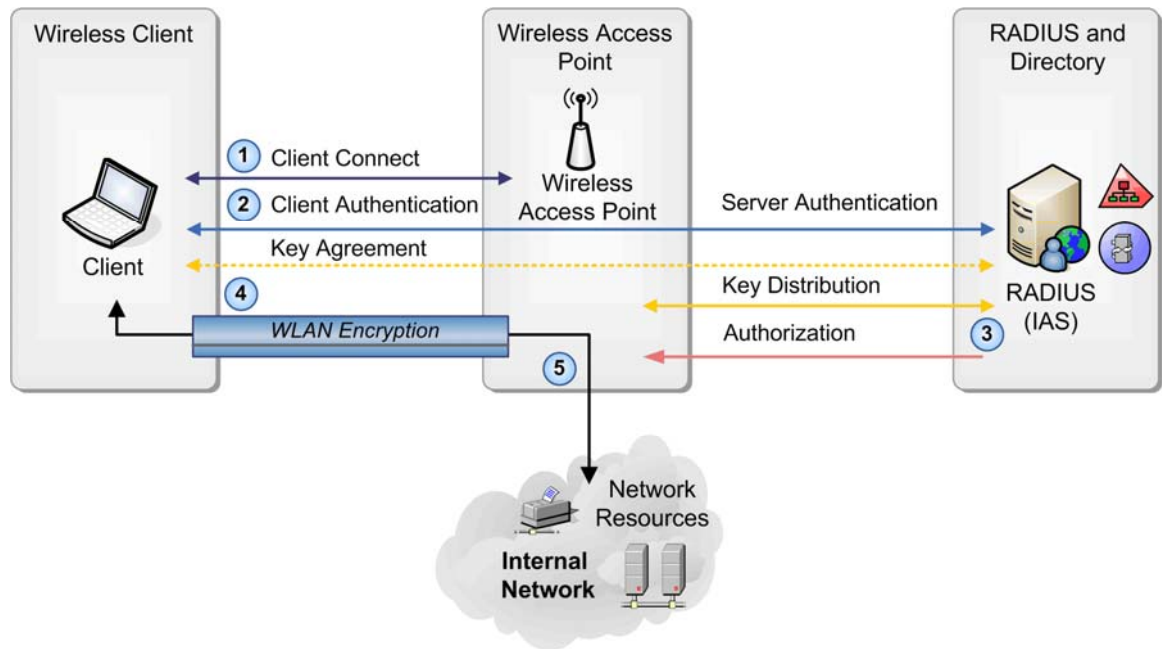 Wireless Client
Wireless Access
Point
RADIUS and
Directory
1 Client Connect
Wireless
Access Point
2 Client Authentication
Server Authentication
Key Agreement
Client
Key Distribution
RADIUS
(IAS)
4
WLAN Encryption
Authorization
3
5
Network
Resources
Internal
Network